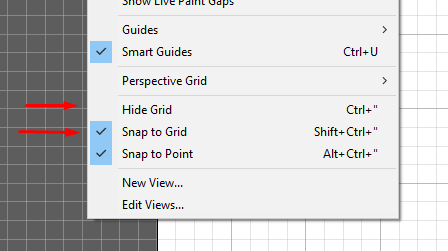 Show Live Paint Gaps
Guides
Smart Guides Ctrl+U
Perspective Grid
Hide Grid Ctrl+"
Snap to Grid Shift+Ctrl+"
Snap to Point Alt+Ctrl+"
New View...
Edit Views...